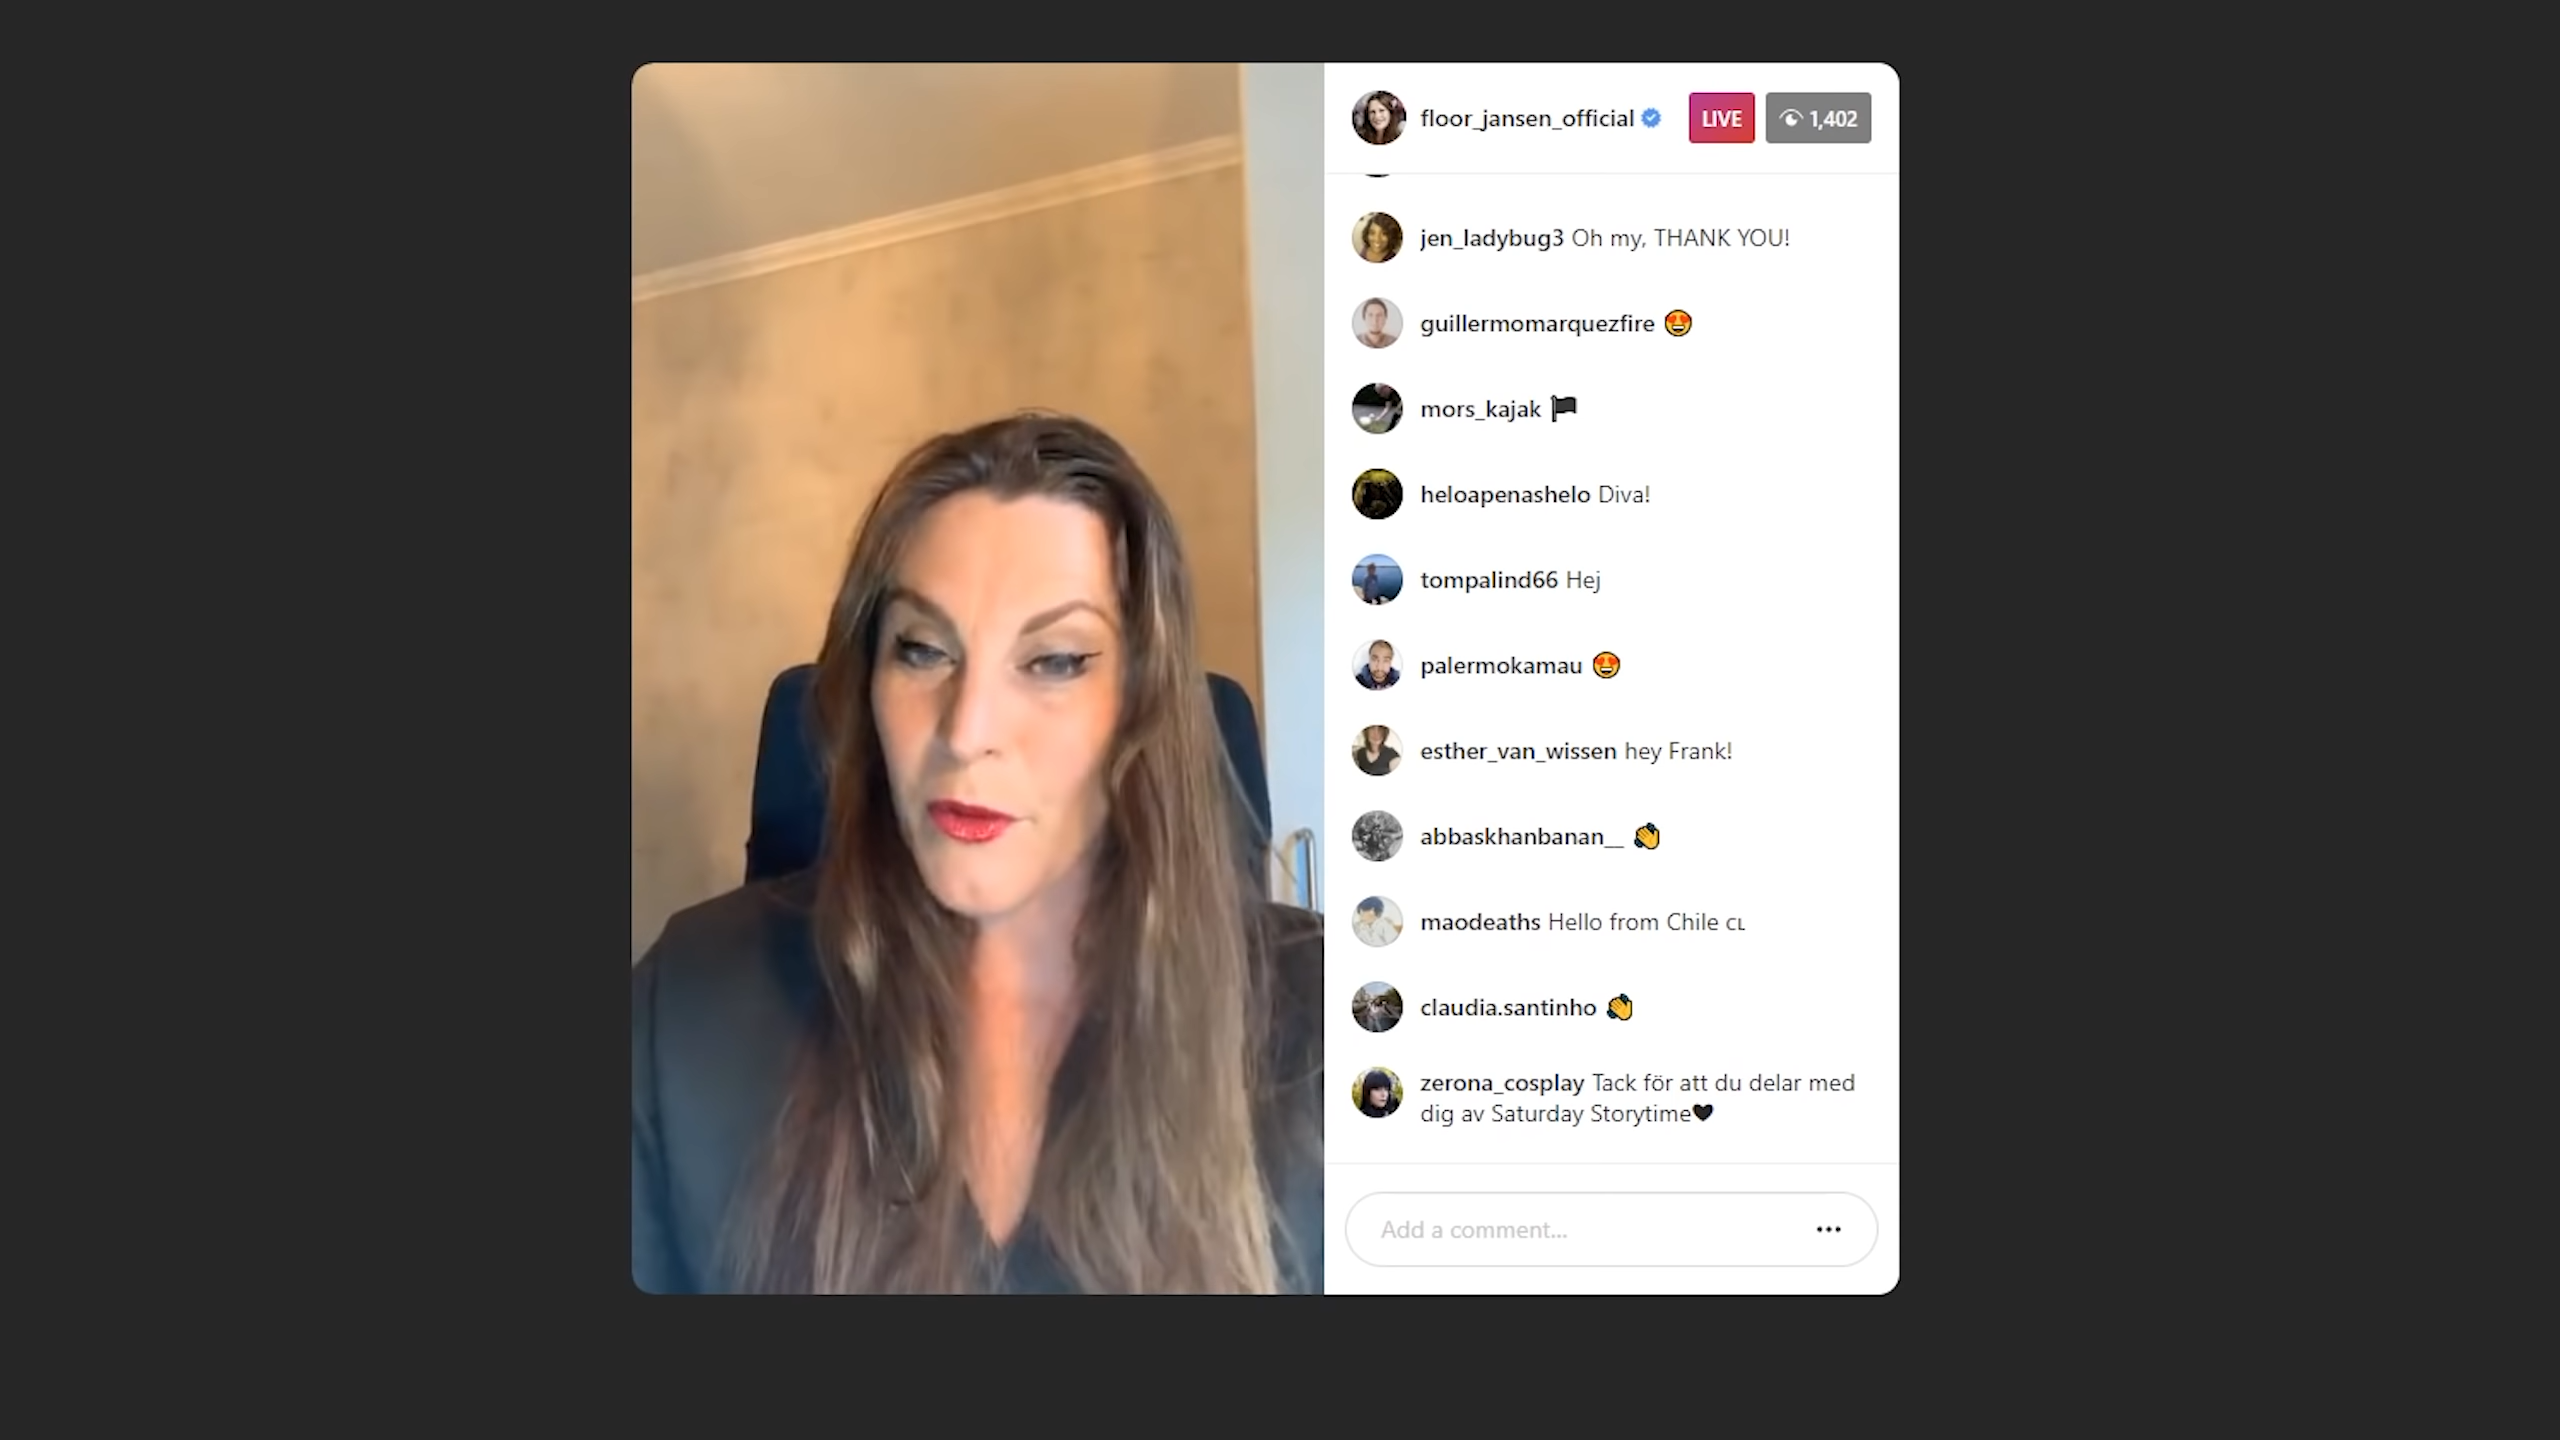 floor_jansen_official LIVE 1,402
jen_ladybug3 Oh my, THANK YOU!
guillermomarquezfire 😍
mors_kajak 🏴
heloapenashelo Diva!
tompalind66 Hej
palermokamau 😍
esther_van_wissen hey Frank!
abbaskhanbanan__ 👏
maodeaths Hello from Chile 🇨🇱
claudia.santinho 👏
zerona_cosplay Tack för att du delar med
dig av Saturday Storytime🖤
Add a comment...